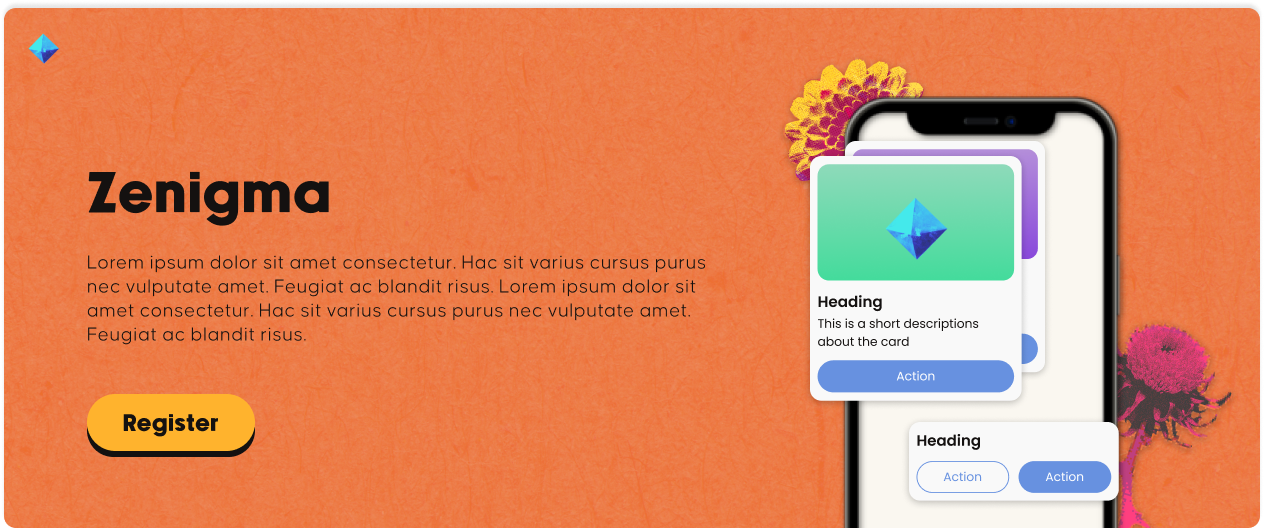 Zenigma
Lorem ipsum dolor sit amet consectetur. Hac sit varius cursus purus
nec vulputate amet. Feugiat ac blandit risus. Lorem ipsum dolor sit
amet consectetur. Hac sit varius cursus purus nec vulputate amet.
Feugiat ac blandit risus.
Register
Heading
This is a short descriptions
about the card
Action
Heading
Action
Action